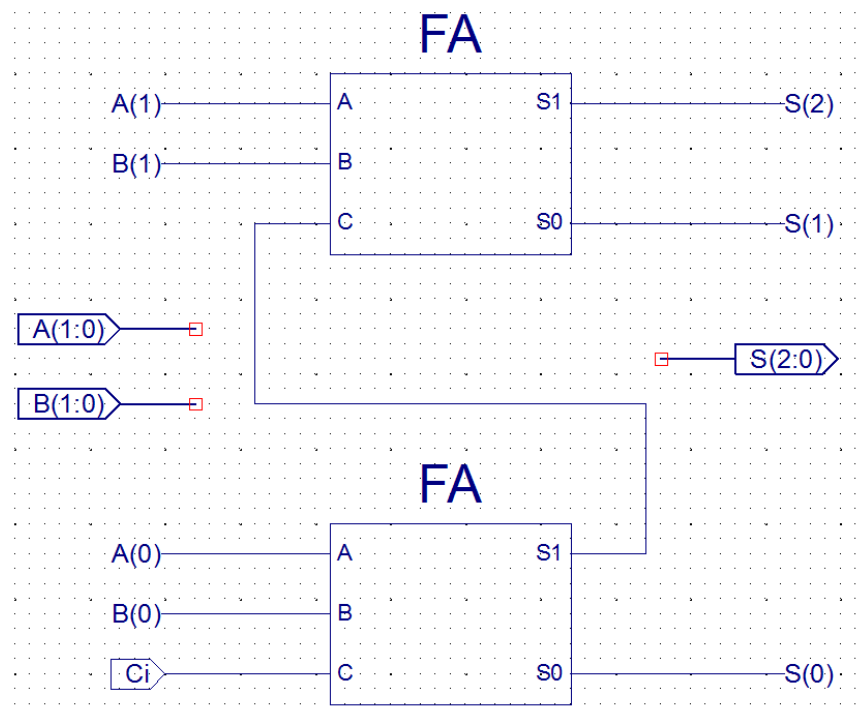 FA
A(1) A S1 S(2)
B(1) B
C S0 S(1)
A(1:0)
S(2:0)
B(1:0)
FA
A(0) A S1
B(0) B
Ci C S0 S(0)